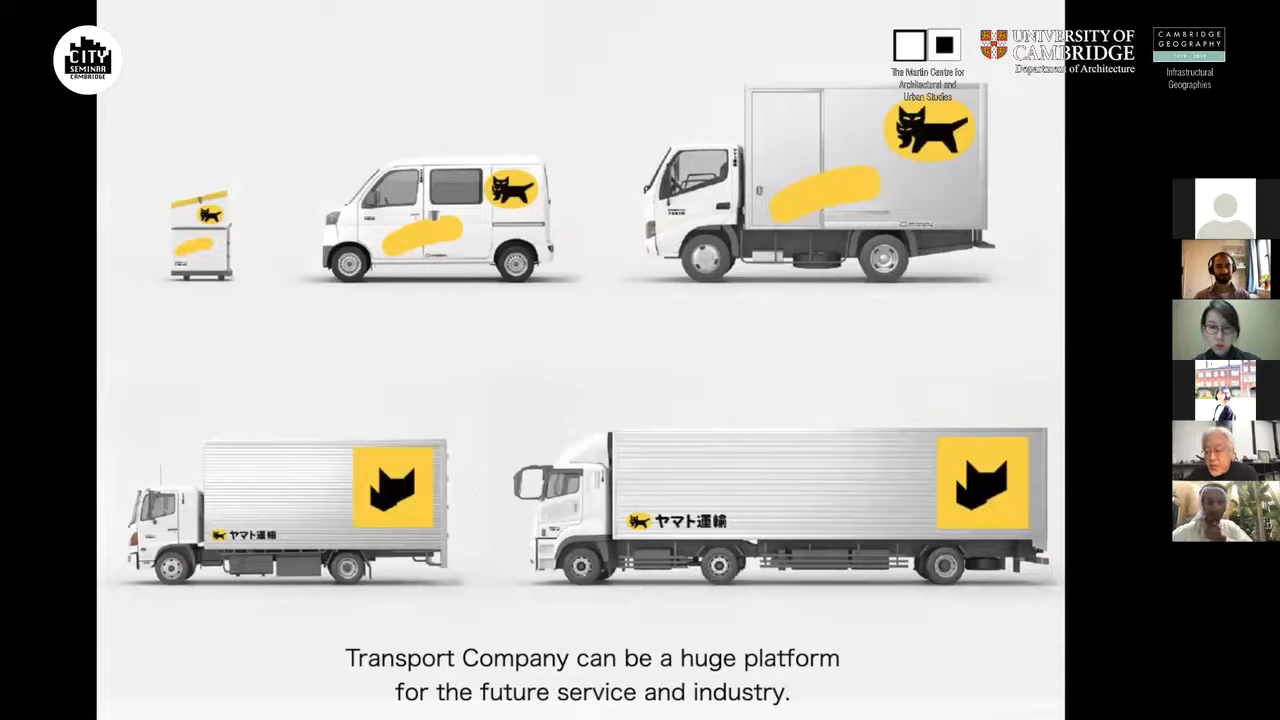 CITY
SEMINAR
CAMBRIDGE
The Martin Centre for
Architectural and
Urban Studies
UNIVERSITY OF
CAMBRIDGE
Department of Architecture
CAMBRIDGE
GEOGRAPHY
1919 - 2019
Infrastructural
Geographies
ヤマト運輸
ヤマト運輸
Transport Company can be a huge platform
for the future service and industry.